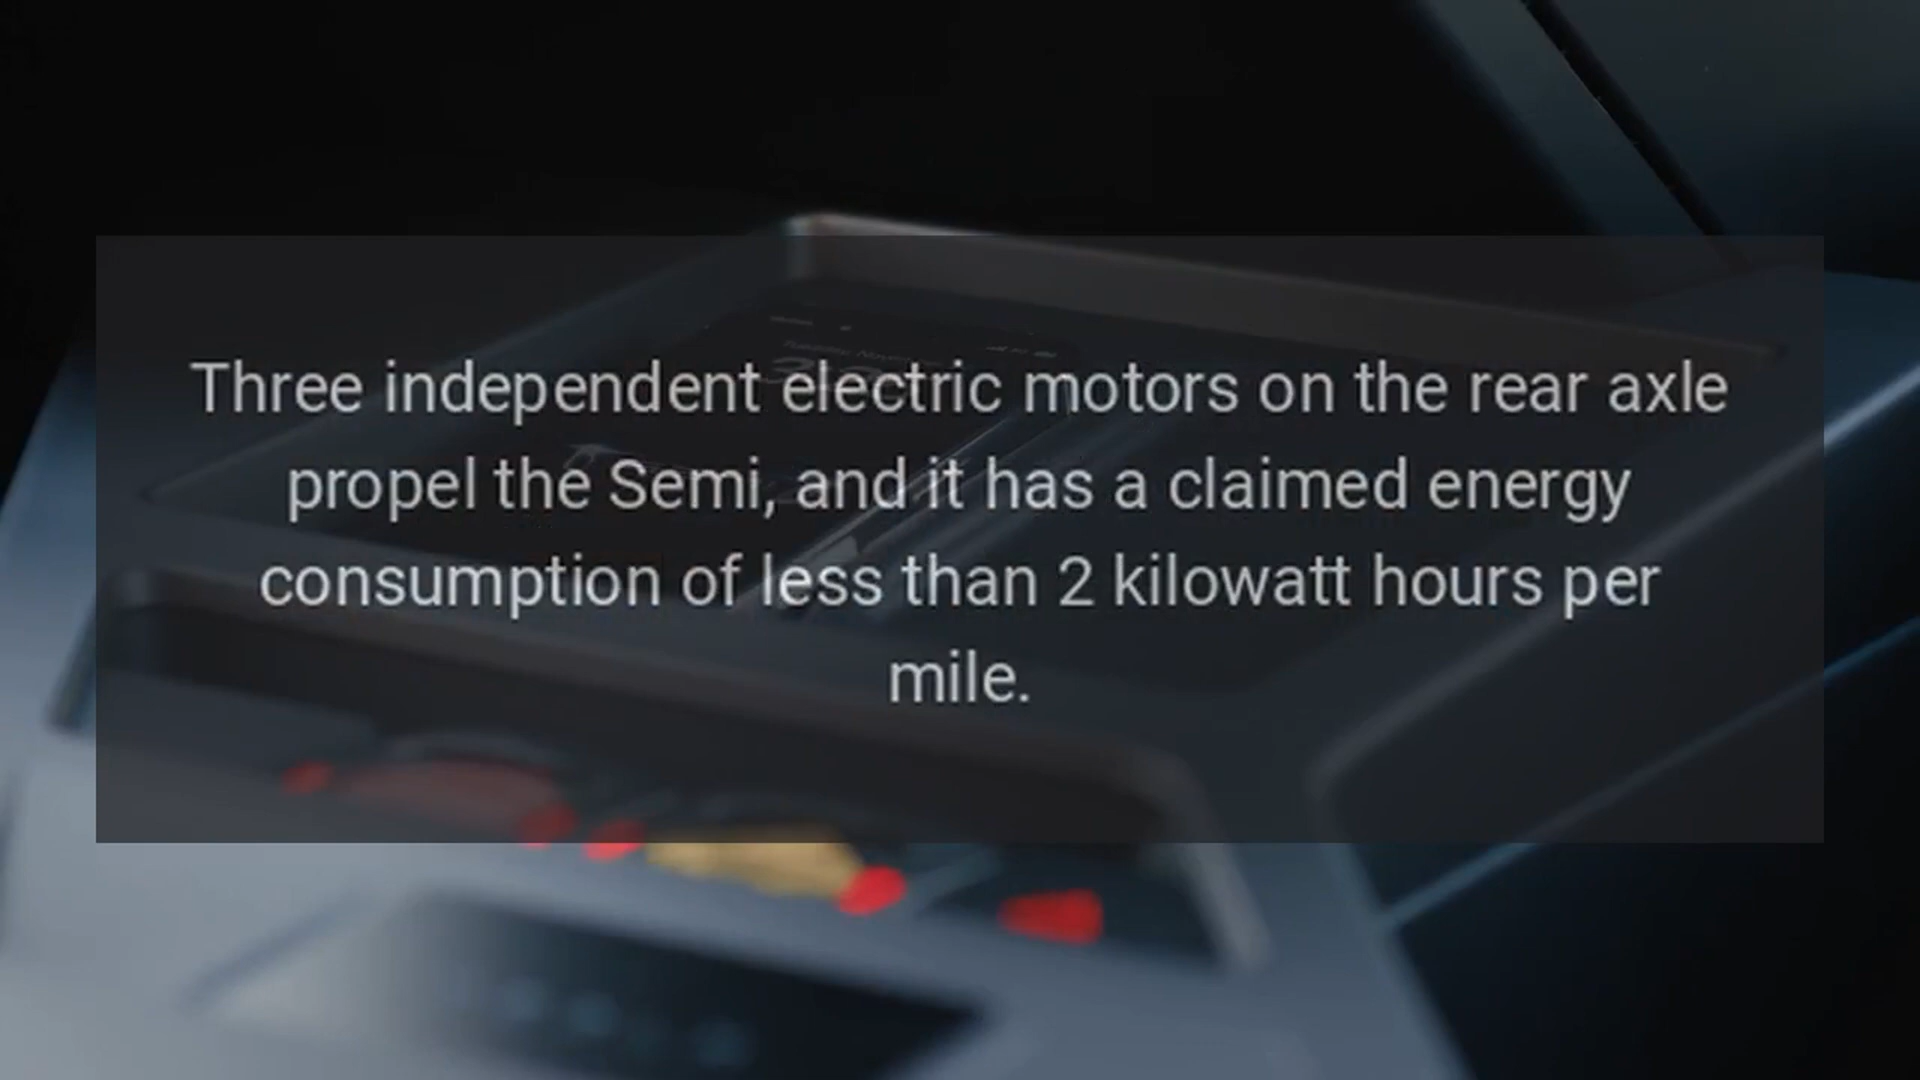 Three independent electric motors on the rear axle
propel the Semi, and it has a claimed energy
consumption of less than 2 kilowatt hours per
mile.